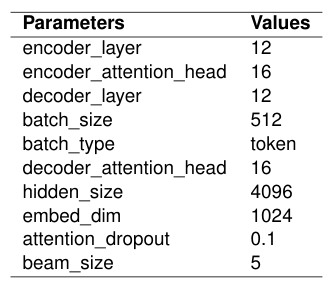 Parameters Values
encoder_layer 12
encoder_attention_head 16
decoder_layer 12
batch_size 512
batch_type token
decoder_attention_head 16
hidden_size 4096
embed_dim 1024
attention_dropout 0.1
beam_size 5